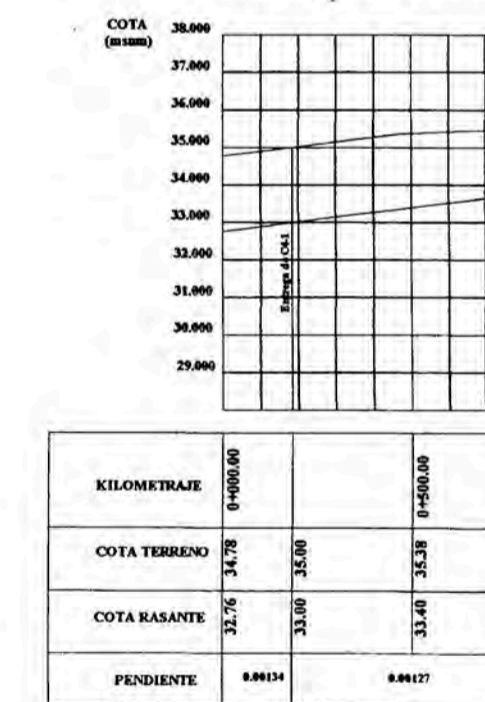 COTA
(msnm)
38.000
37.000
36.000
35.000
34.000
33.000
32.000
31.000
30.000
29.000
Entrega de C4-1
KILOMETRAJE 0+000.00 0+500.00
COTA TERRENO 34.78 35.00 35.38
COTA RASANTE 32.76 33.00 33.40
PENDIENTE 0.00134 0.00127